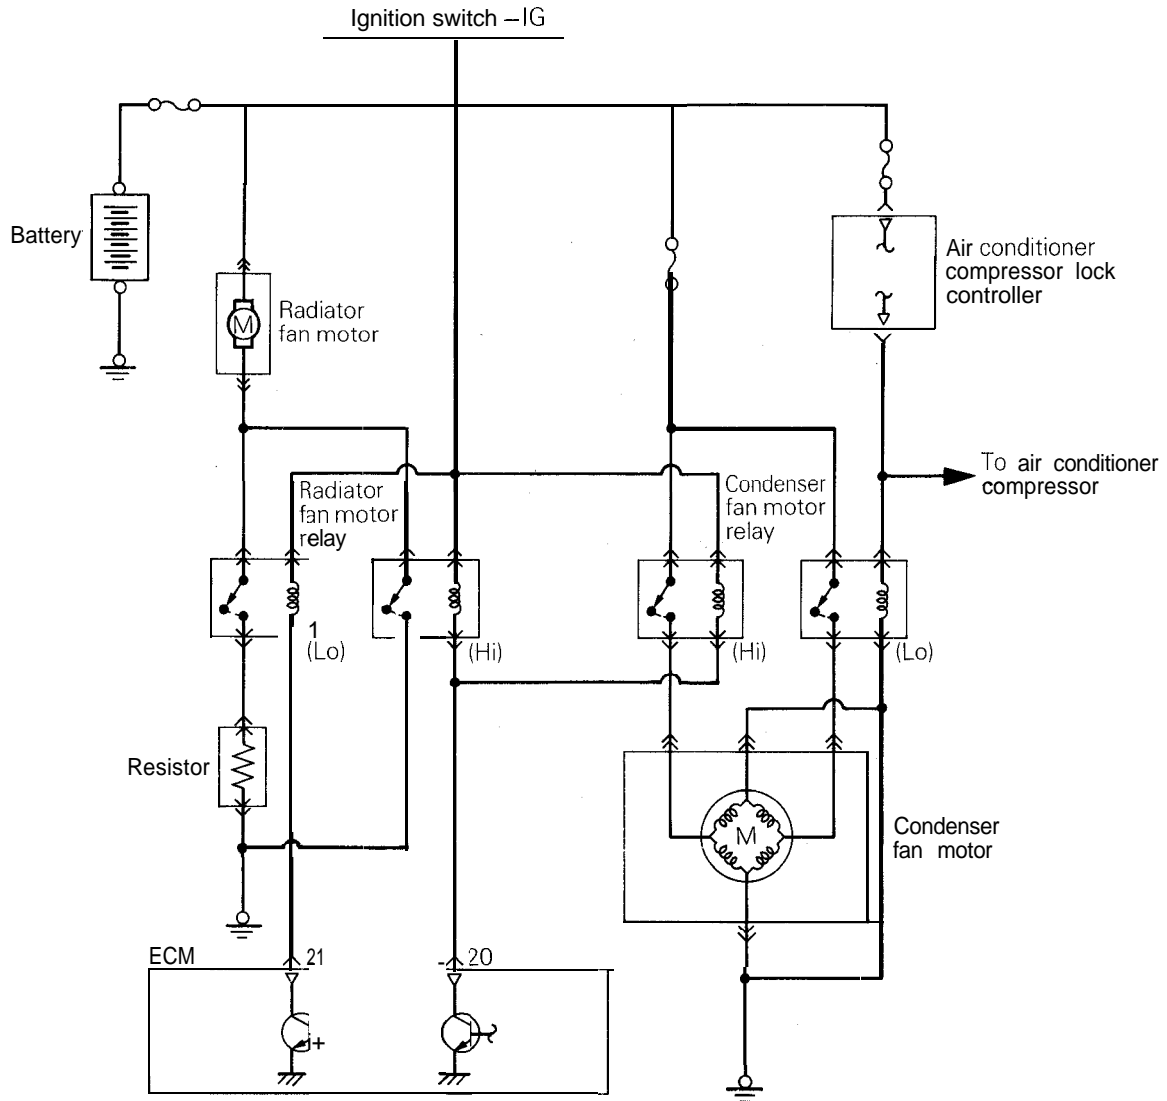 Ignition switch –IG
Battery
Radiator
fan motor
M
Air conditioner
compressor lock
controller
To air conditioner
compressor
Radiator
fan motor
relay
Condenser
fan motor
relay
1
(Lo)
(Hi)
(Hi)
(Lo)
Resistor
M
Condenser
fan motor
ECM
21
20